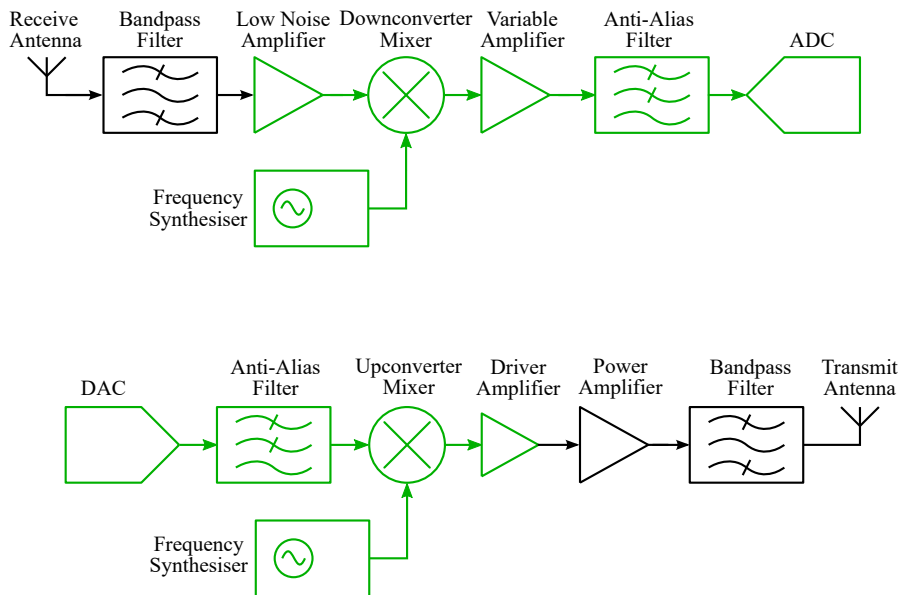 Receive
Antenna
Bandpass
Filter
Low Noise
Amplifier
Downconverter
Mixer
Variable
Amplifier
Anti-Alias
Filter
ADC
Frequency
Synthesiser
DAC
Anti-Alias
Filter
Upconverter
Mixer
Driver
Amplifier
Power
Amplifier
Bandpass
Filter
Transmit
Antenna
Frequency
Synthesiser